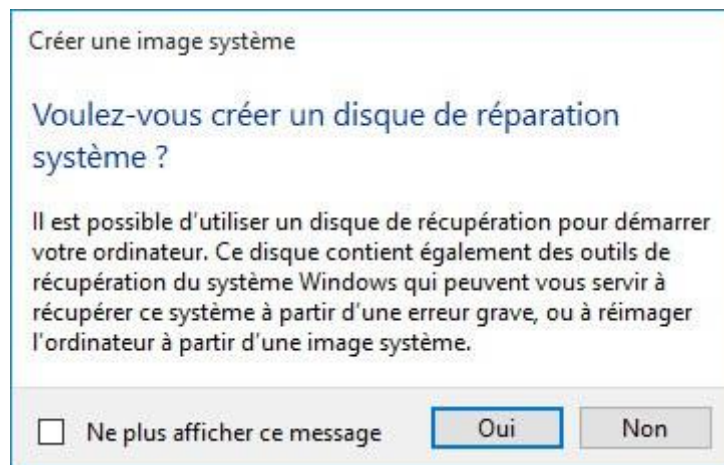 Créer une image système
Voulez-vous créer un disque de réparation
système ?
Il est possible d'utiliser un disque de récupération pour démarrer
votre ordinateur. Ce disque contient également des outils de
récupération du système Windows qui peuvent vous servir à
récupérer ce système à partir d'une erreur grave, ou à réimager
l'ordinateur à partir d'une image système.
Ne plus afficher ce message
Oui
Non